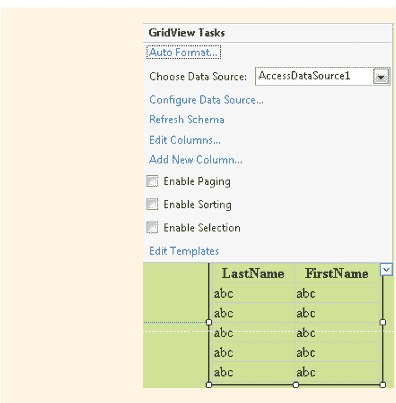 GridView Tasks
Auto Format...
Choose Data Source: AccessDataSource1
Configure Data Source...
Refresh Schema
Edit Columns...
Add New Column...
Enable Paging
Enable Sorting
Enable Selection
Edit Templates
LastName FirstName
abc abc
abc abc
abc abc
abc abc
abc abc